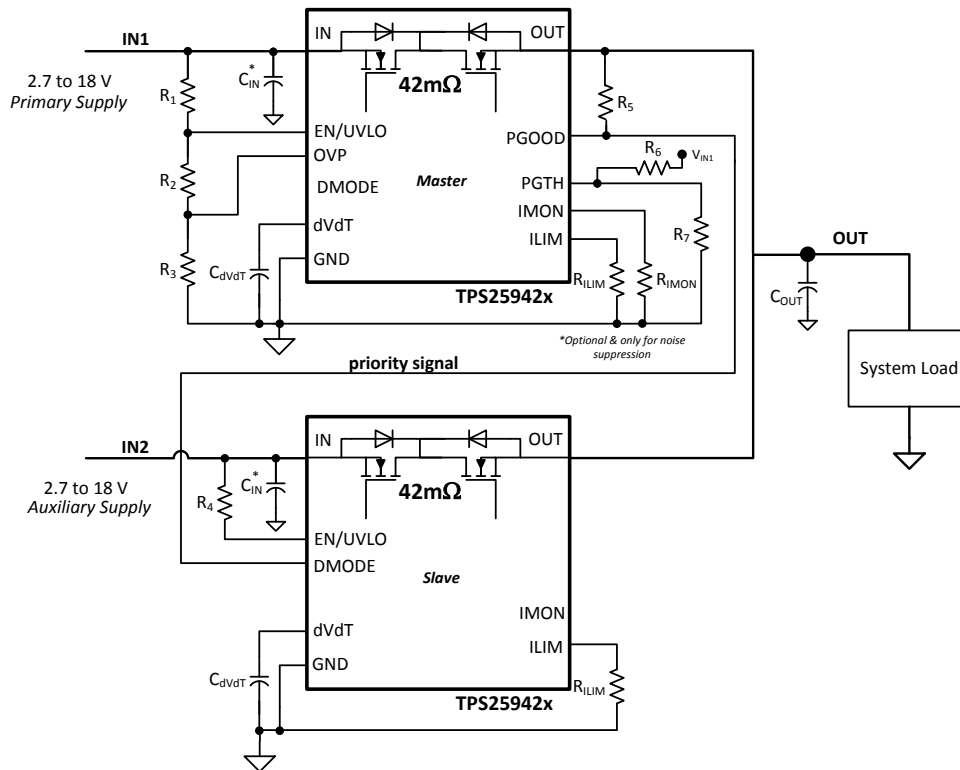 IN1
2.7 to 18 V
Primary Supply
R1
R2
R3
CIN*
IN
OUT
42mΩ
EN/UVLO
OVP
DMODE
dVdT
GND
Master
PGOOD
PGTH
IMON
ILIM
CdVdT
TPS25942x
R5
R6
VIN1
R7
RILIM
RIMON
*Optional & only for noise
suppression
OUT
COUT
System Load
priority signal
IN2
2.7 to 18 V
Auxiliary Supply
R4
CIN*
IN
OUT
42mΩ
EN/UVLO
DMODE
Slave
dVdT
GND
IMON
ILIM
CdVdT
RILIM
TPS25942x